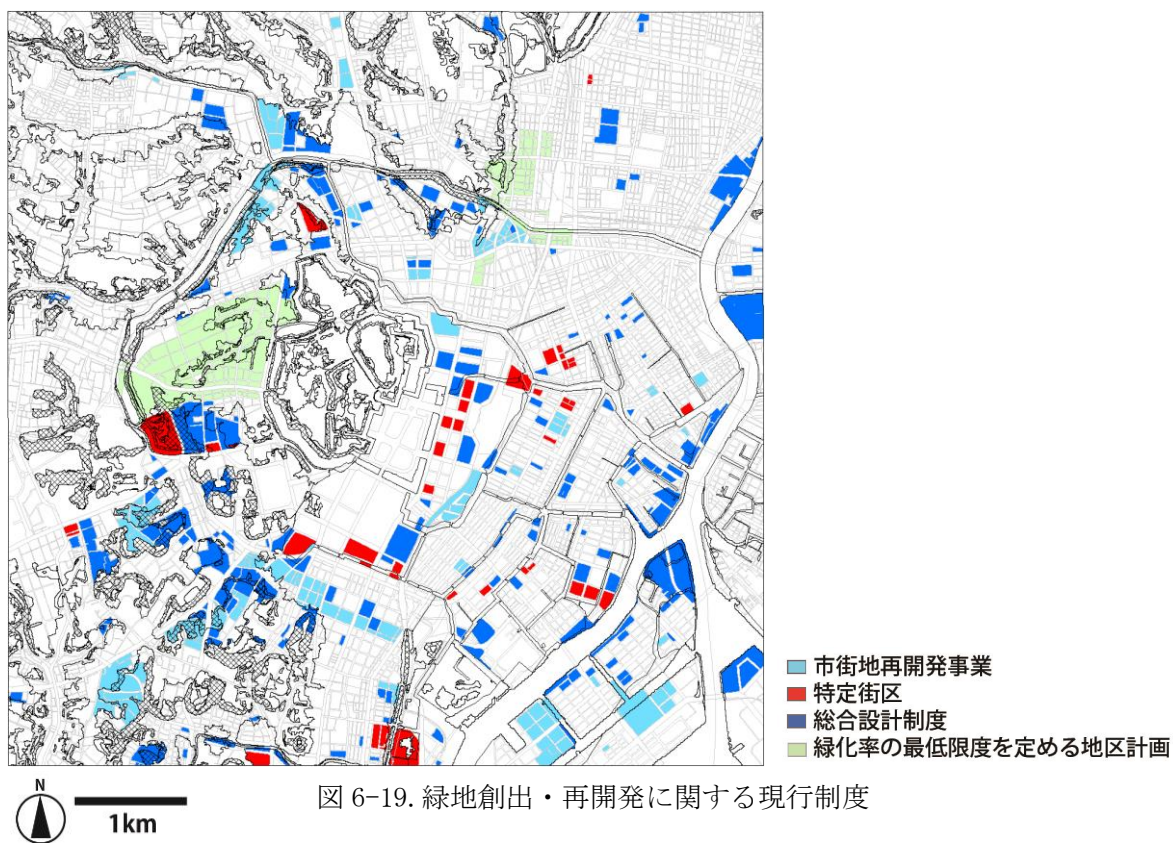 市街地再開発事業
特定街区
総合設計制度
緑化率の最低限度を定める地区計画
N
1km
図 6-19. 緑地創出・再開発に関する現行制度